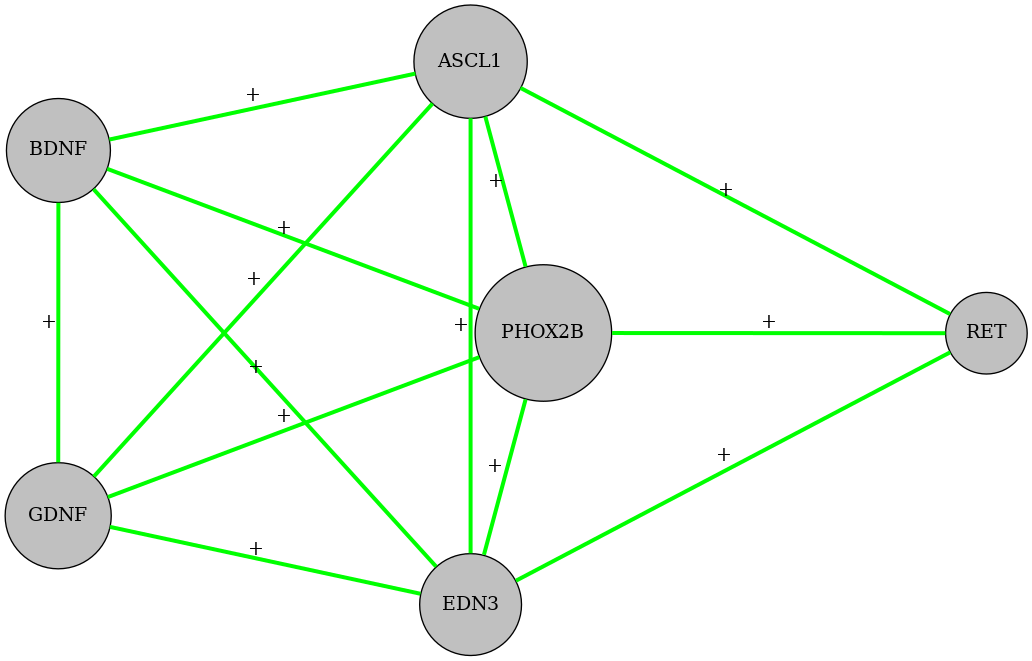 ASCL1
+
BDNF
+
+
+
+
+
+
PHOX2B
+
RET
+
+
+
+
GDNF
+
EDN3